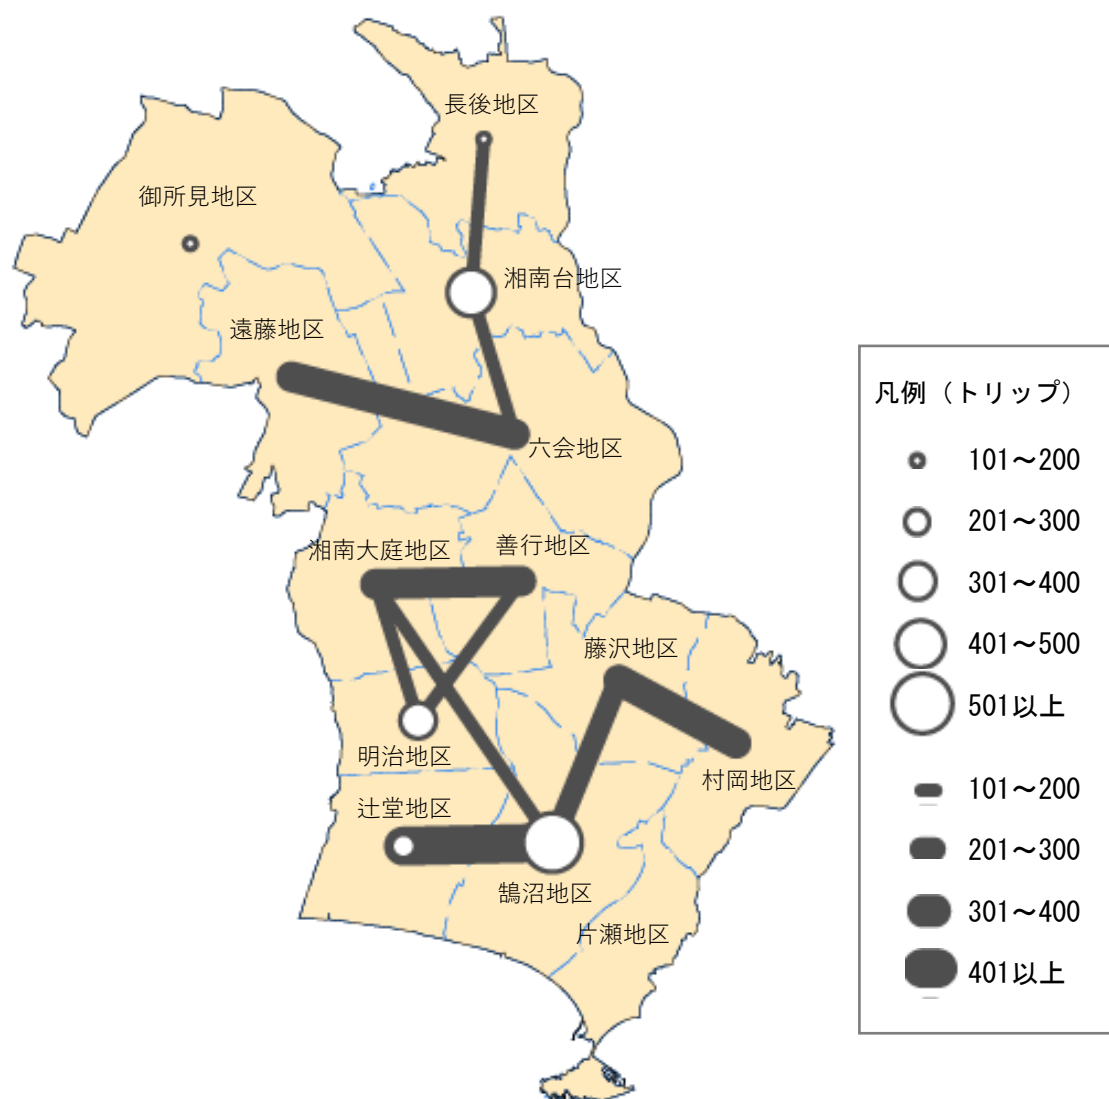 長後地区
御所見地区
湘南台地区
遠藤地区
六会地区
湘南大庭地区
善行地区
藤沢地区
明治地区
村岡地区
辻堂地区
鵠沼地区
片瀬地区
凡例（トリップ）
101～200
201～300
301～400
401～500
501以上
101～200
201～300
301～400
401以上